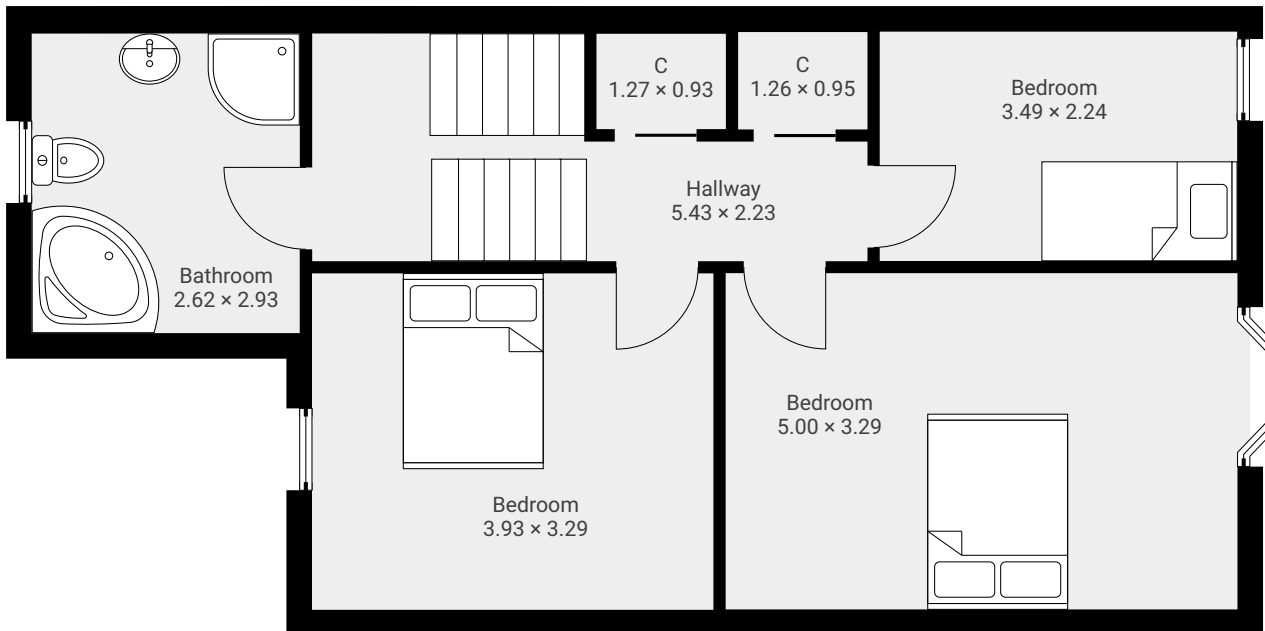 C
1.27 × 0.93
C
1.26 × 0.95
Bedroom
3.49 × 2.24
Hallway
5.43 × 2.23
Bathroom
2.62 × 2.93
Bedroom
5.00 × 3.29
Bedroom
3.93 × 3.29